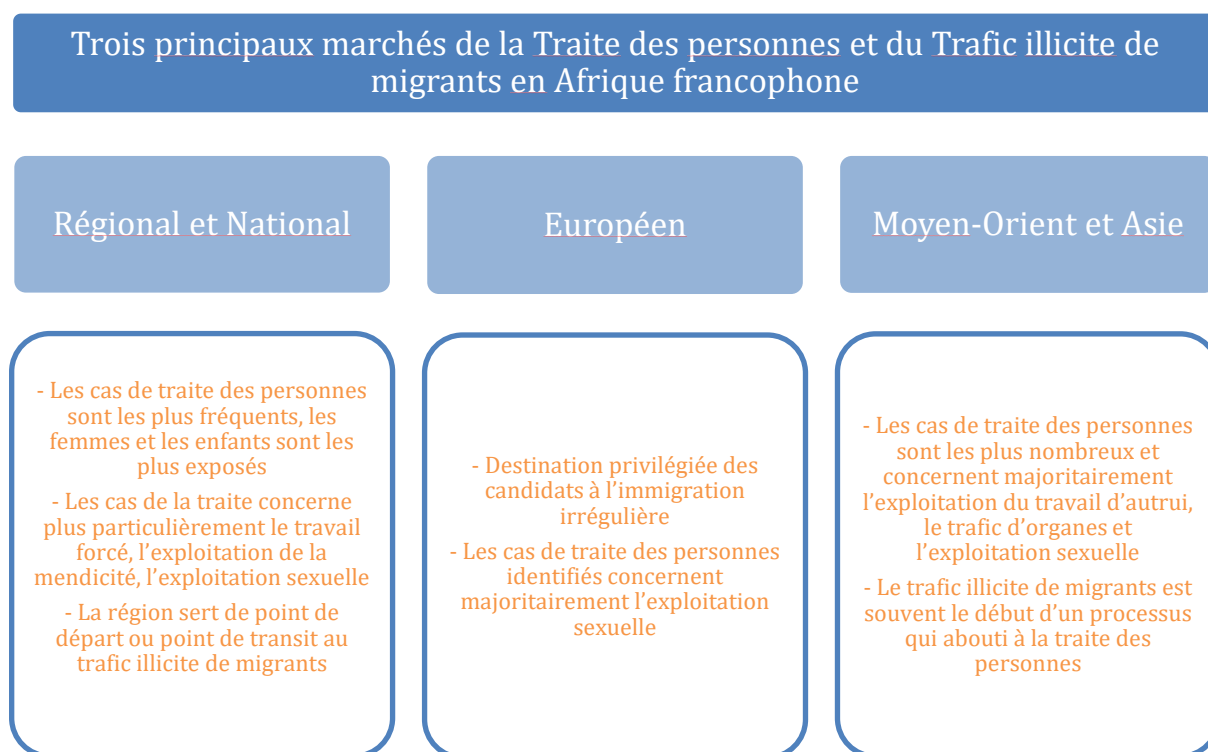 Trois principaux marchés de la Traite des personnes et du Trafic illicite de
migrants en Afrique francophone
Régional et National
Européen
Moyen-Orient et Asie
- Les cas de traite des personnes
sont les plus fréquents, les
femmes et les enfants sont les
plus exposés
- Les cas de la traite concerne
plus particulièrement le travail
forcé, l’exploitation de la
mendicité, l’exploitation sexuelle
- La région sert de point de
départ ou point de transit au
trafic illicite de migrants
- Destination privilégiée des
candidats à l’immigration
irrégulière
- Les cas de traite des personnes
identifiés concernent
majoritairement l’exploitation
sexuelle
- Les cas de traite des personnes
sont les plus nombreux et
concernent majoritairement
l’exploitation du travail d’autrui,
le trafic d’organes et
l’exploitation sexuelle
- Le trafic illicite de migrants est
souvent le début d’un processus
qui abouti à la traite des
personnes